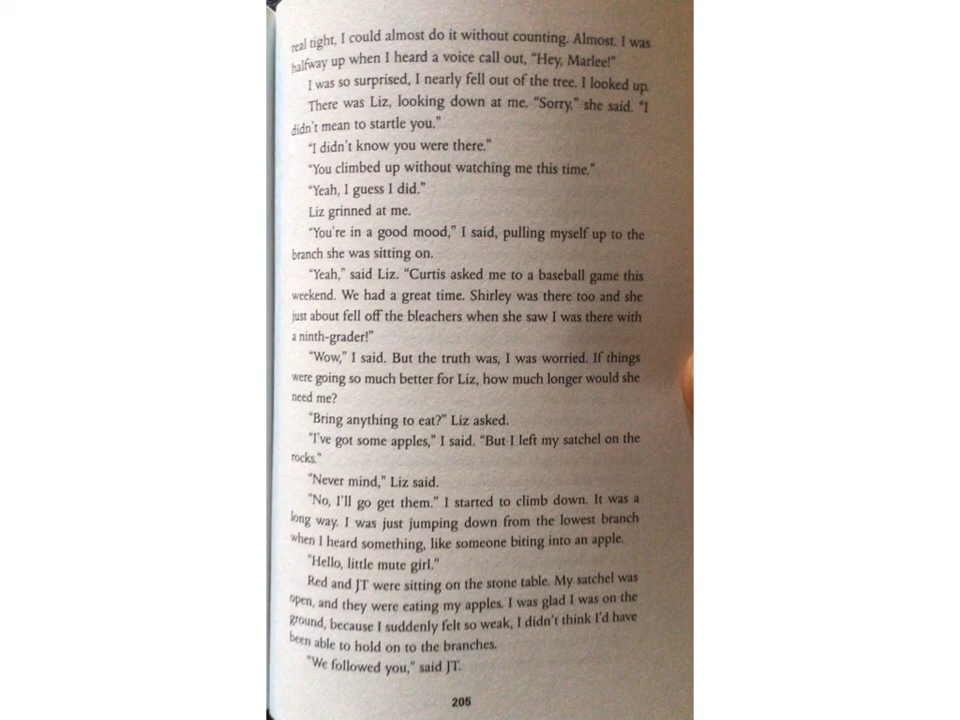 real tight, I could almost do it without counting. Almost. I was
halfway up when I heard a voice call out, “Hey, Marlee!”
I was so surprised, I nearly fell out of the tree. I looked up.
There was Liz, looking down at me. “Sorry,” she said. “I
didn’t mean to startle you.”
“I didn’t know you were there.”
“You climbed up without watching me this time.”
“Yeah, I guess I did.”
Liz grinned at me.
“You’re in a good mood,” I said, pulling myself up to the
branch she was sitting on.
“Yeah,” said Liz. “Curtis asked me to a baseball game this
weekend. We had a great time. Shirley was there too and she
just about fell off the bleachers when she saw I was there with
a ninth-grader!”
“Wow,” I said. But the truth was, I was worried. If things
were going so much better for Liz, how much longer would she
need me?
“Bring anything to eat?” Liz asked.
“I’ve got some apples,” I said. “But I left my satchel on the
rocks.”
“Never mind,” Liz said.
“No, I’ll go get them.” I started to climb down. It was a
long way. I was just jumping down from the lowest branch
when I heard something, like someone biting into an apple.
“Hello, little mute girl.”
Red and JT were sitting on the stone table. My satchel was
open, and they were eating my apples. I was glad I was on the
ground, because I suddenly felt so weak, I didn’t think I’d have
been able to hold on to the branches.
“We followed you,” said JT.
205